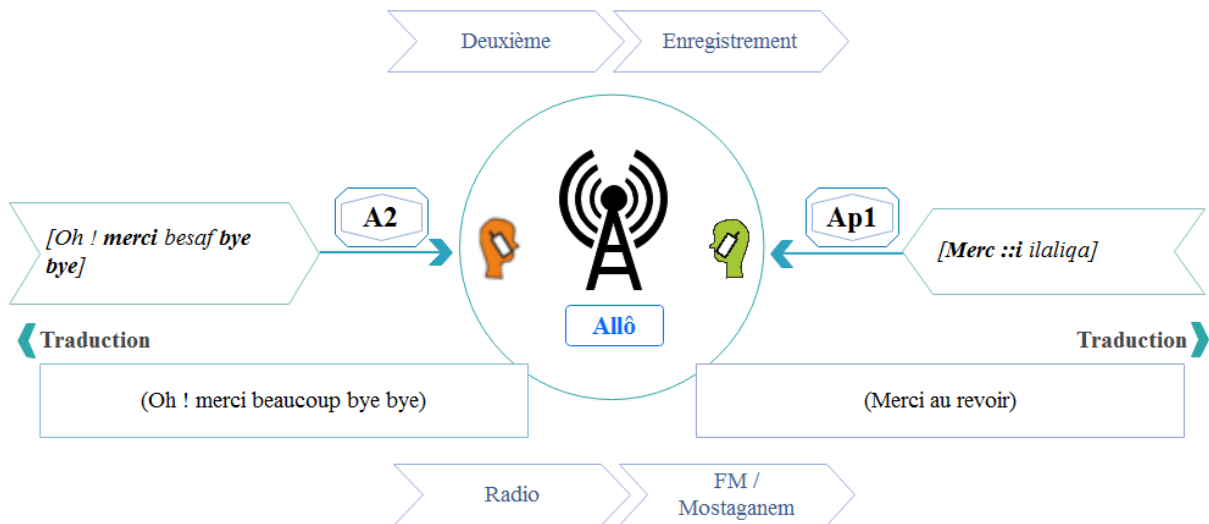 Deuxième
Enregistrement
A2
Ap1
[Oh ! merci besaf bye
bye]
[Merc ::i ilaliqa]
Allô
Traduction
Traduction
(Oh ! merci beaucoup bye bye)
(Merci au revoir)
Radio
FM /
Mostaganem